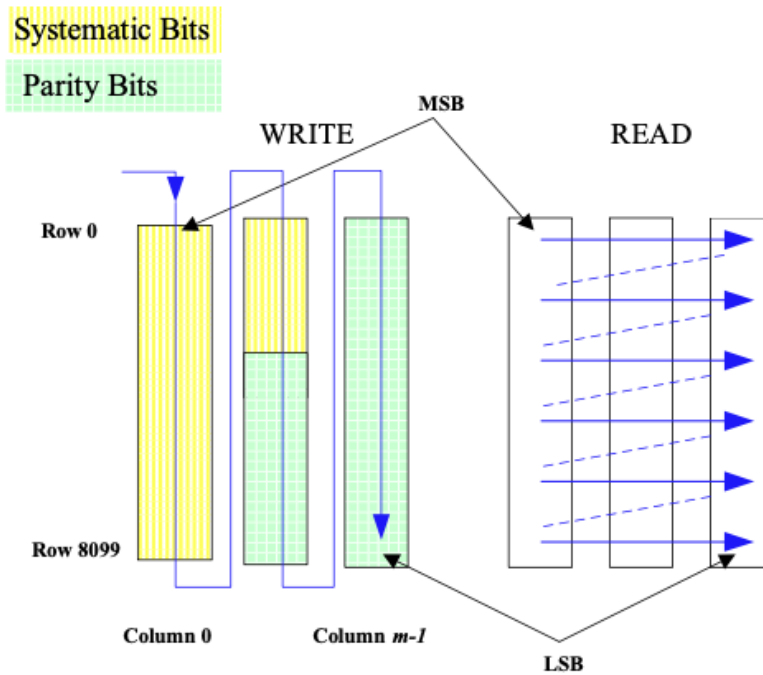 Systematic Bits
Parity Bits
MSB
WRITE
READ
Row 0
Row 8099
Column 0
Column m-1
LSB